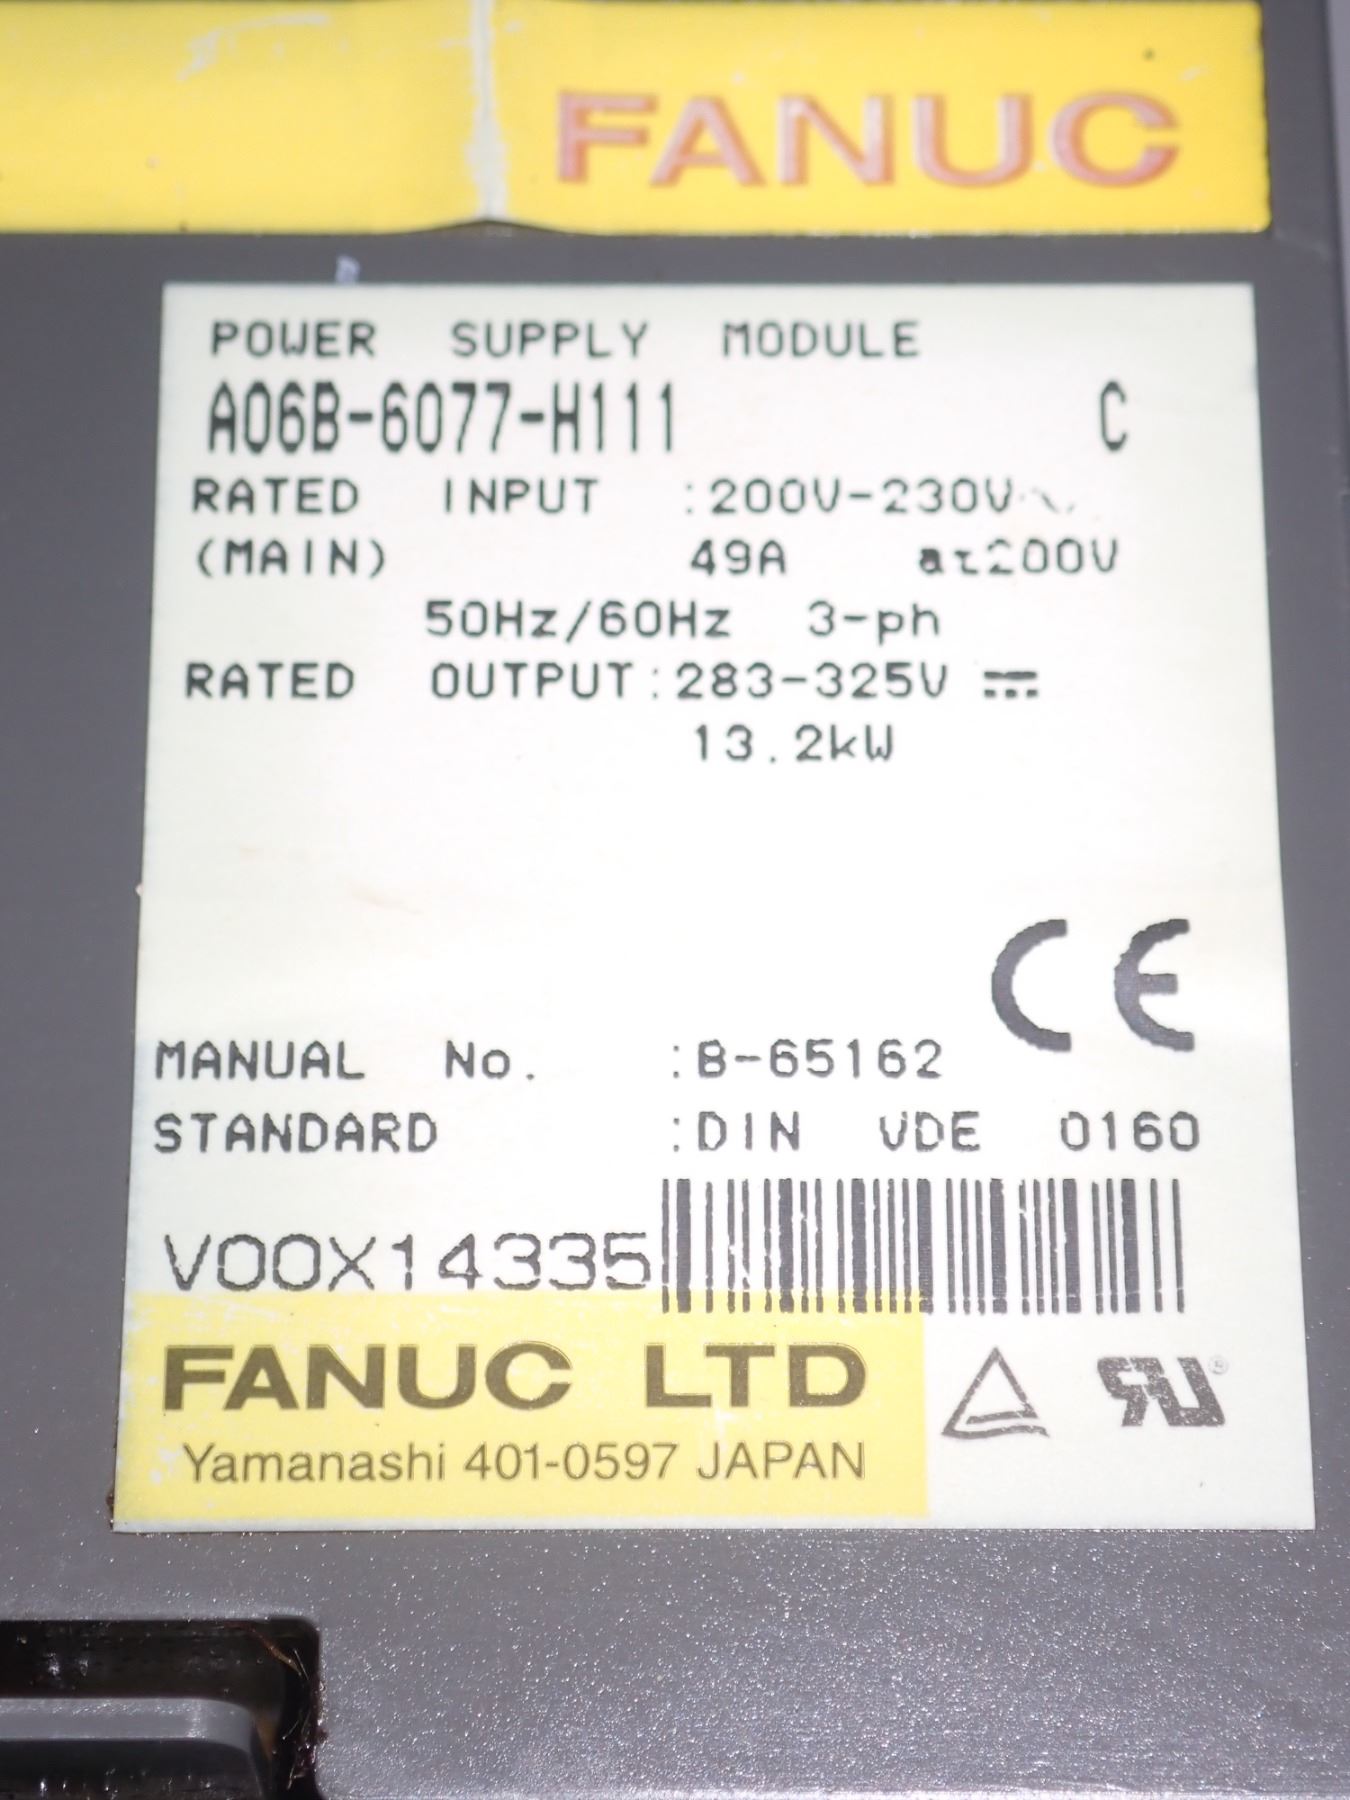 FANUC
POWER SUPPLY MODULE
A06B-6077-H111 C
RATED INPUT :200V-230V
(MAIN) 49A at200V
50Hz/60Hz 3-ph
RATED OUTPUT:283-325V ⎓
13.2kW
CE
MANUAL No. :B-65162
STANDARD :DIN VDE 0160
V00X14335
FANUC LTD
Yamanashi 401-0597 JAPAN